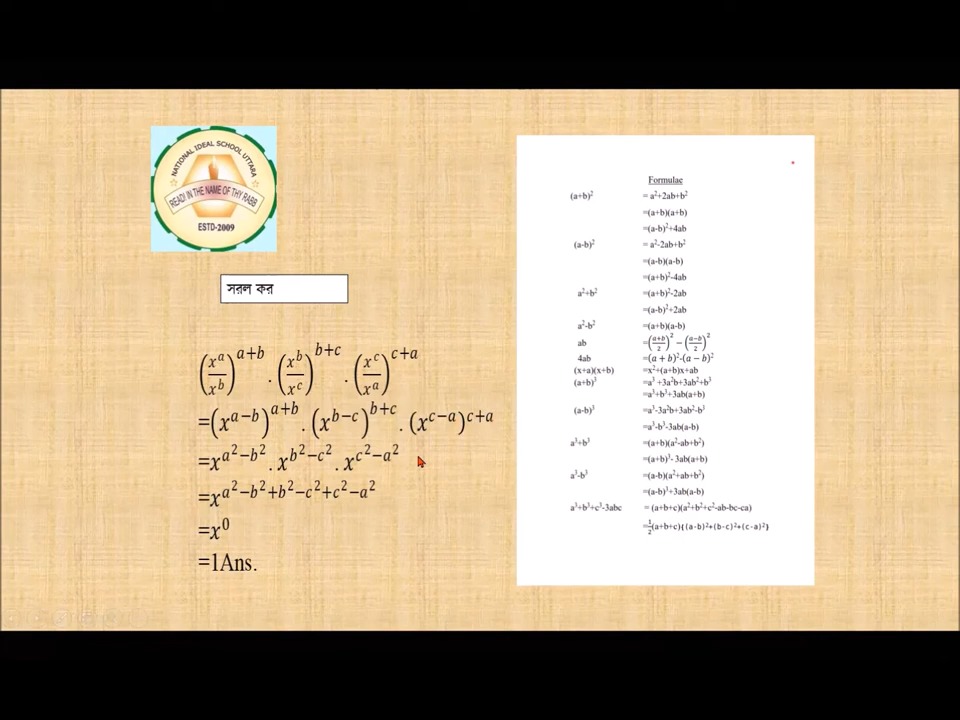 NATIONAL IDEAL SCHOOL UTTARA
READ! IN THE NAME OF THY RABB
ESTD-2009
সরল কর
(x^a/x^b)^(a+b) . (x^b/x^c)^(b+c) . (x^c/x^a)^(c+a)
=(x^(a−b))^(a+b) . (x^(b−c))^(b+c) . (x^(c−a))^(c+a)
=x^(a²−b²) . x^(b²−c²) . x^(c²−a²)
=x^(a²−b²+b²−c²+c²−a²)
=x⁰
=1Ans.
Formulae
(a+b)² = a²+2ab+b²
=(a+b)(a+b)
=(a-b)²+4ab
(a-b)² = a²-2ab+b²
=(a-b)(a-b)
=(a+b)²-4ab
a²+b² =(a+b)²-2ab
=(a-b)²+2ab
a²-b² =(a+b)(a-b)
ab =((a+b)/2)² − ((a−b)/2)²
4ab =(a + b)²-(a − b)²
(x+a)(x+b) =x²+(a+b)x+ab
(a+b)³ =a³ +3a²b+3ab²+b³
=a³+b³+3ab(a+b)
(a-b)³ =a³-3a²b+3ab²-b³
=a³-b³-3ab(a-b)
a³+b³ =(a+b)(a²-ab+b²)
=(a+b)³- 3ab(a+b)
a³-b³ =(a-b)(a²+ab+b²)
=(a-b)³+3ab(a-b)
a³+b³+c³-3abc = (a+b+c)(a²+b²+c²-ab-bc-ca)
=1/2(a+b+c){(a-b)²+(b-c)²+(c-a)²}